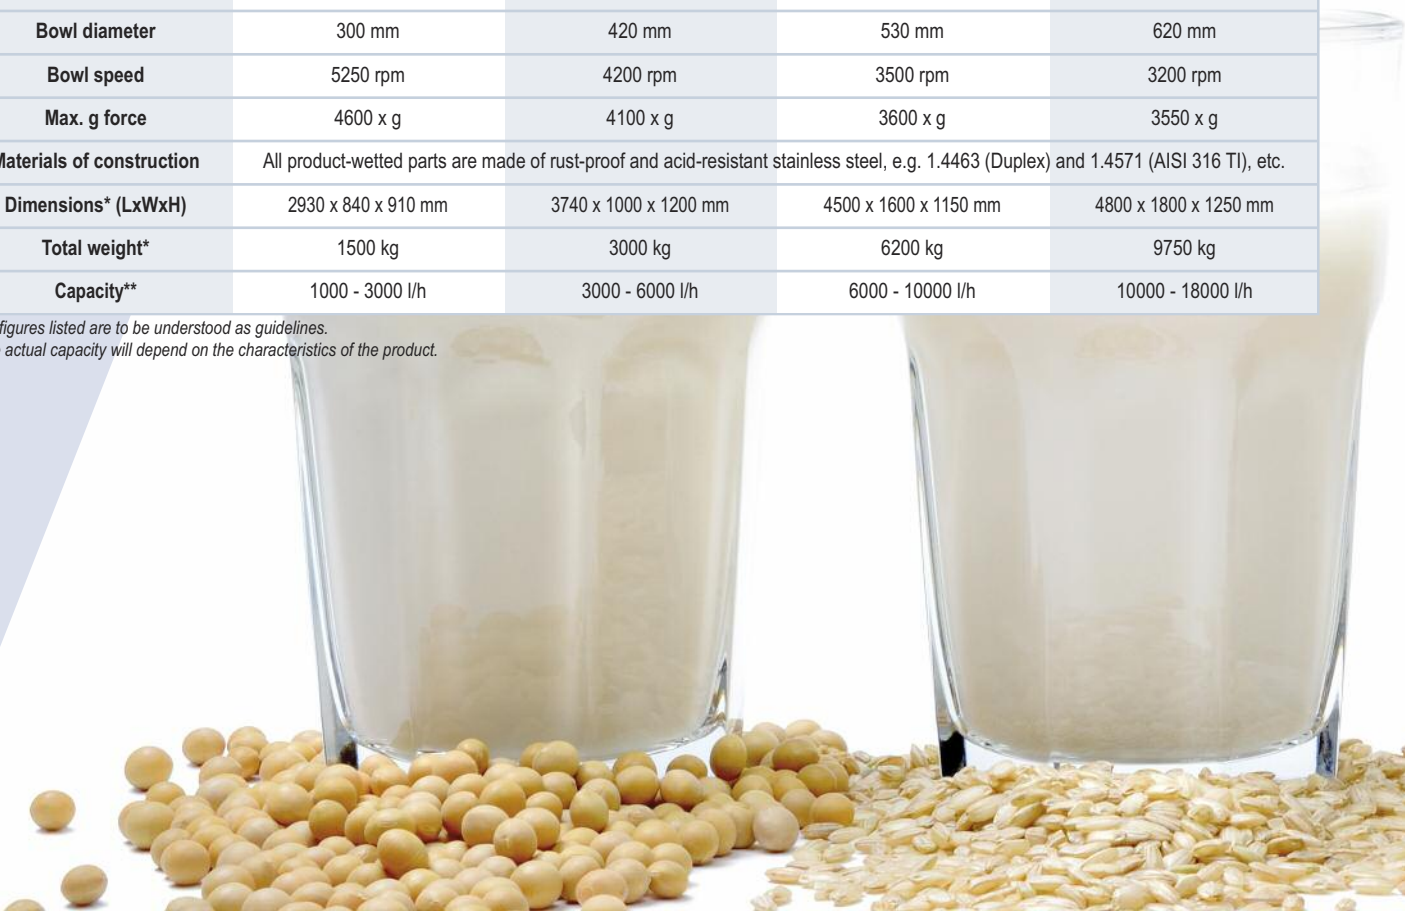 Bowl diameter 300 mm 420 mm 530 mm 620 mm
Bowl speed 5250 rpm 4200 rpm 3500 rpm 3200 rpm
Max. g force 4600 x g 4100 x g 3600 x g 3550 x g
Materials of construction All product-wetted parts are made of rust-proof and acid-resistant stainless steel, e.g. 1.4463 (Duplex) and 1.4571 (AISI 316 TI), etc.
Dimensions* (LxWxH) 2930 x 840 x 910 mm 3740 x 1000 x 1200 mm 4500 x 1600 x 1150 mm 4800 x 1800 x 1250 mm
Total weight* 1500 kg 3000 kg 6200 kg 9750 kg
Capacity** 1000 - 3000 l/h 3000 - 6000 l/h 6000 - 10000 l/h 10000 - 18000 l/h
figures listed are to be understood as guidelines.
actual capacity will depend on the characteristics of the product.